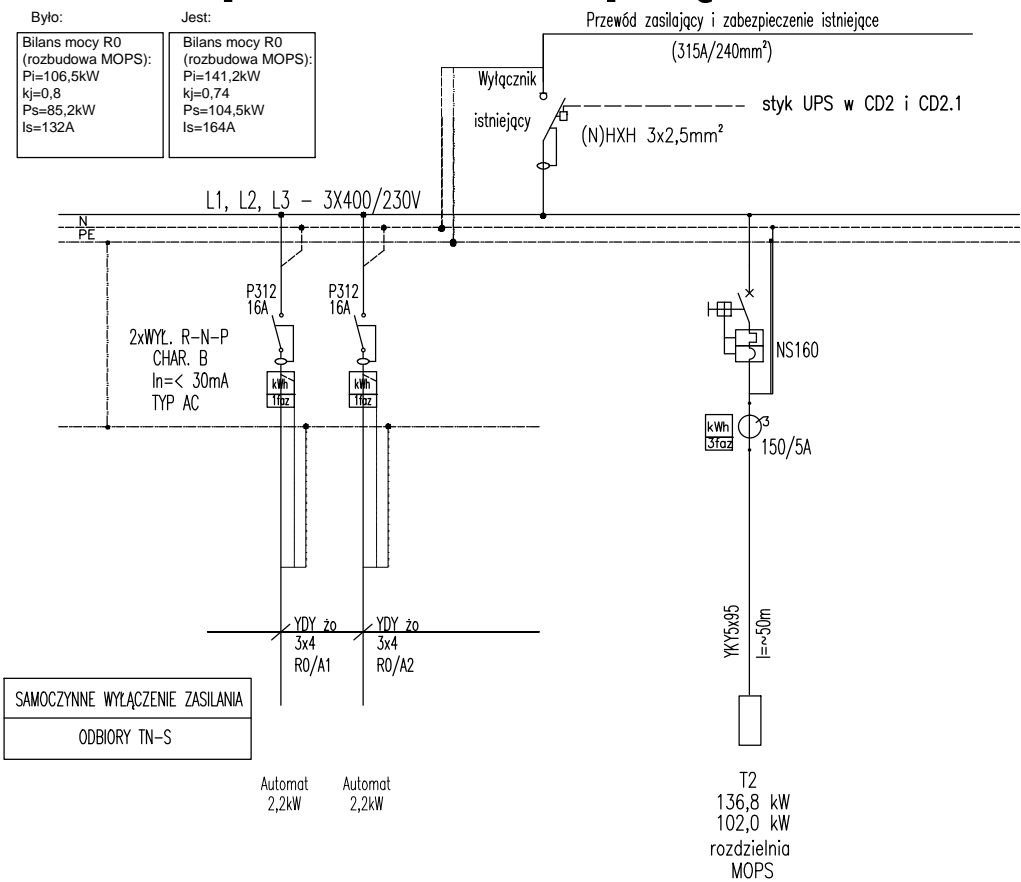 Było:
Bilans mocy R0
(rozbudowa MOPS):
Pi=106,5kW
kj=0,8
Ps=85,2kW
Is=132A
Jest:
Bilans mocy R0
(rozbudowa MOPS):
Pi=141,2kW
kj=0,74
Ps=104,5kW
Is=164A
Przewód zasilający i zabezpieczenie istniejące
(315A/240mm²)
Wyłącznik
istniejący
styk UPS w CD2 i CD2.1
(N)HXH 3x2,5mm²
L1, L2, L3 – 3X400/230V
N
PE
P312
16A
P312
16A
2xWYŁ. R–N–P
CHAR. B
In=< 30mA
TYP AC
kWh
1faz
kWh
1faz
NS160
kWh
3faz
3
150/5A
YKY5x95
l=~50m
YDY żo
3x4
R0/A1
YDY żo
3x4
R0/A2
SAMOCZYNNE WYŁĄCZENIE ZASILANIA
ODBIORY TN–S
Automat
2,2kW
Automat
2,2kW
T2
136,8 kW
102,0 kW
rozdzielnia
MOPS